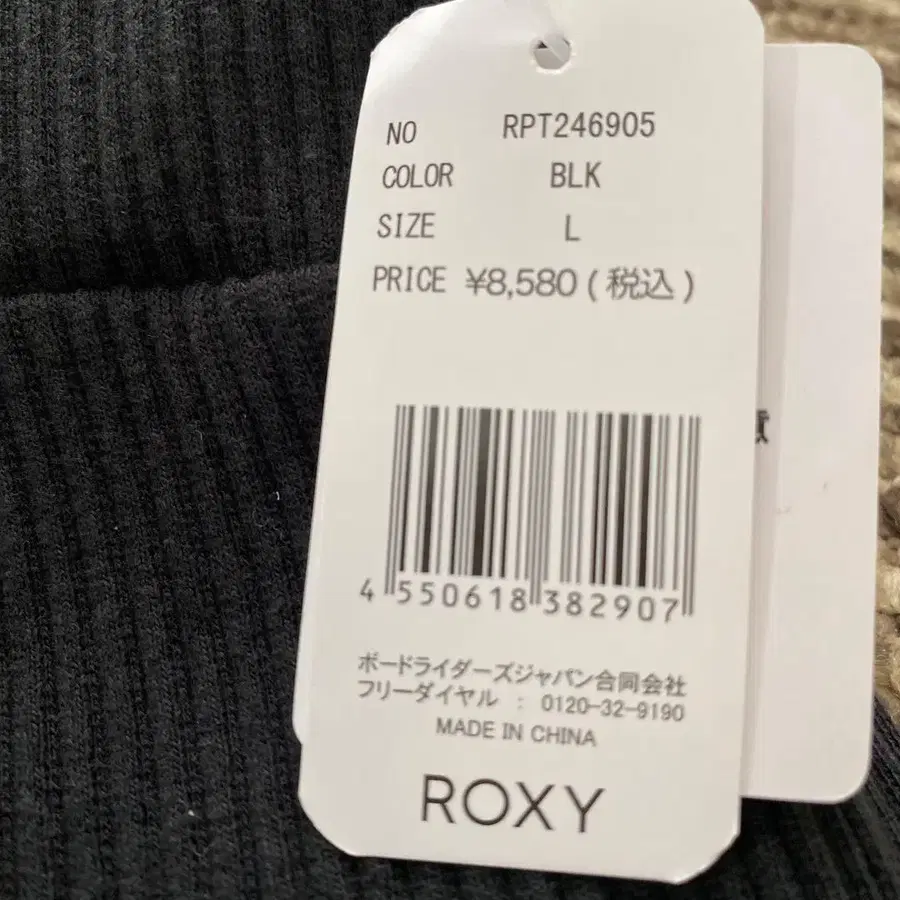 NO RPT246905
COLOR BLK
SIZE L
PRICE ¥8,580(税込)
4 550618 382907
ボードライダーズジャパン合同会社
フリーダイヤル : 0120-32-9190
MADE IN CHINA
ROXY